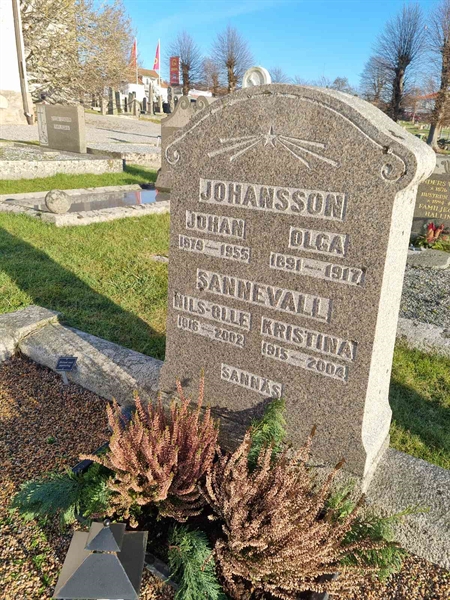 JOHANSSON
JOHAN OLGA
1879—1955 1891—1917
SANNEVALL
NILS-OLLE KRISTINA
1916—2002 1915—2004
SANNÄS